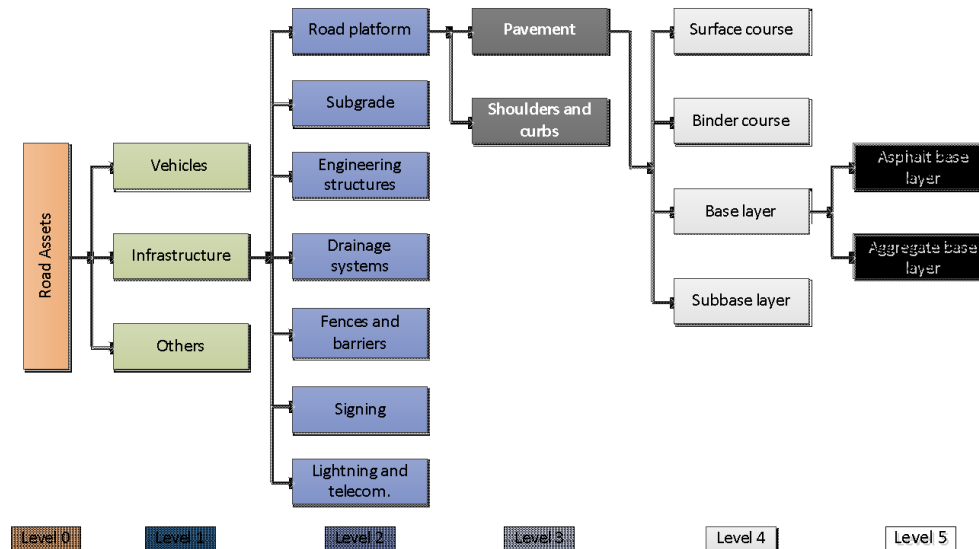 Road Assets
Vehicles
Infrastructure
Others
Road platform
Subgrade
Engineering
structures
Drainage
systems
Fences and
barriers
Signing
Lightning and
telecom.
Pavement
Shoulders and
curbs
Surface course
Binder course
Base layer
Subbase layer
Asphalt base
layer
Aggregate base
layer
Level 0
Level 1
Level 2
Level 3
Level 4
Level 5